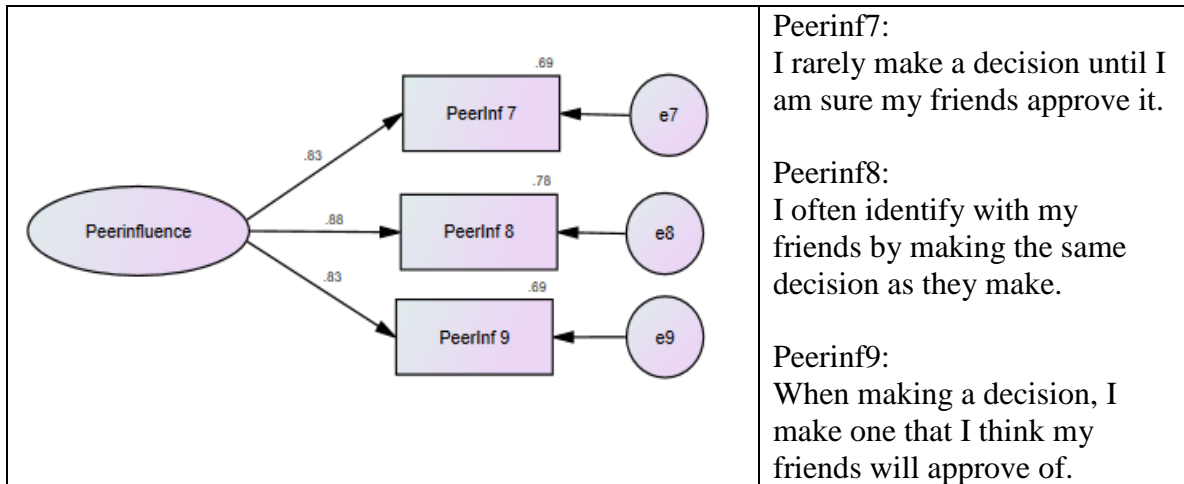 .69
PeerInf 7
e7
.83
.78
Peerinfluence
.88
PeerInf 8
e8
.83
.69
PeerInf 9
e9
Peerinf7:
I rarely make a decision until I
am sure my friends approve it.
Peerinf8:
I often identify with my
friends by making the same
decision as they make.
Peerinf9:
When making a decision, I
make one that I think my
friends will approve of.